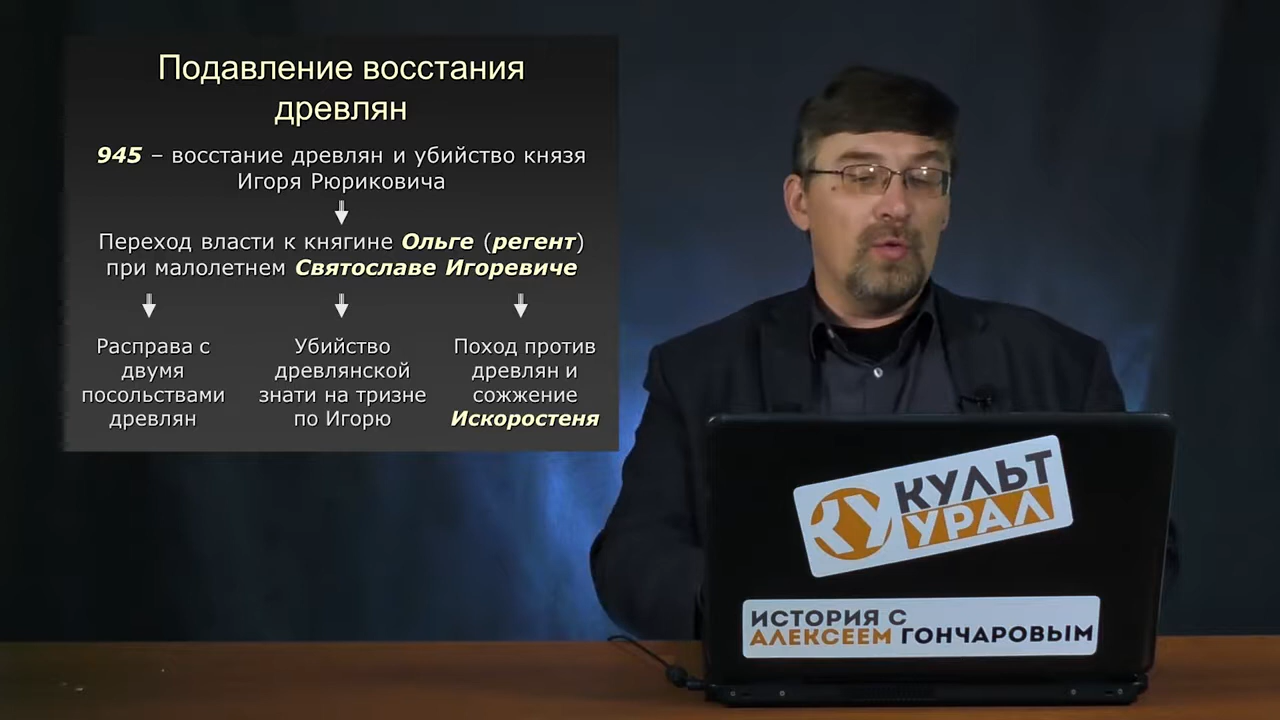 Подавление восстания
древлян
945 – восстание древлян и убийство князя
Игоря Рюриковича
Переход власти к княгине Ольге (регент)
при малолетнем Святославе Игоревиче
Расправа с
двумя
посольствами
древлян
Убийство
древлянской
знати на тризне
по Игорю
Поход против
древлян и
сожжение
Искоростеня
КУ КУЛЬТ
УРАЛ
ИСТОРИЯ С
АЛЕКСЕЕМ ГОНЧАРОВЫМ